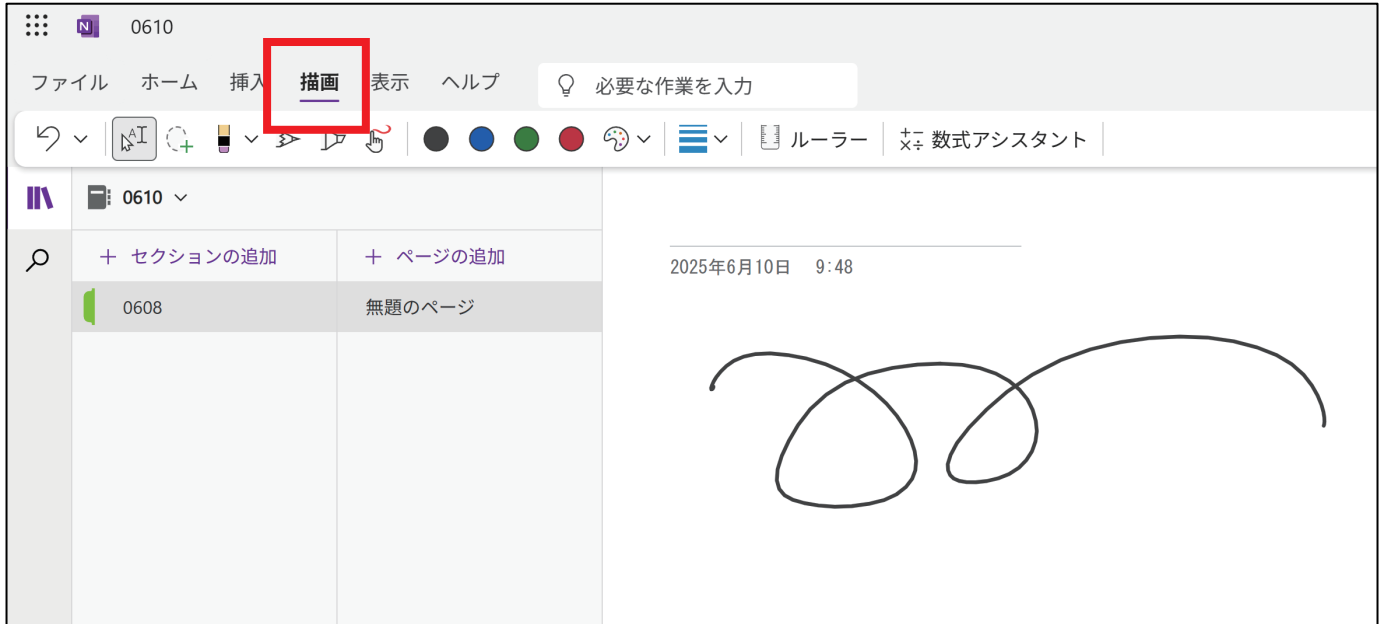 0610
ファイル ホーム 挿入 描画 表示 ヘルプ 必要な作業を入力
ルーラー 数式アシスタント
0610
セクションの追加 ページの追加
0608 無題のページ
2025年6月10日 9:48